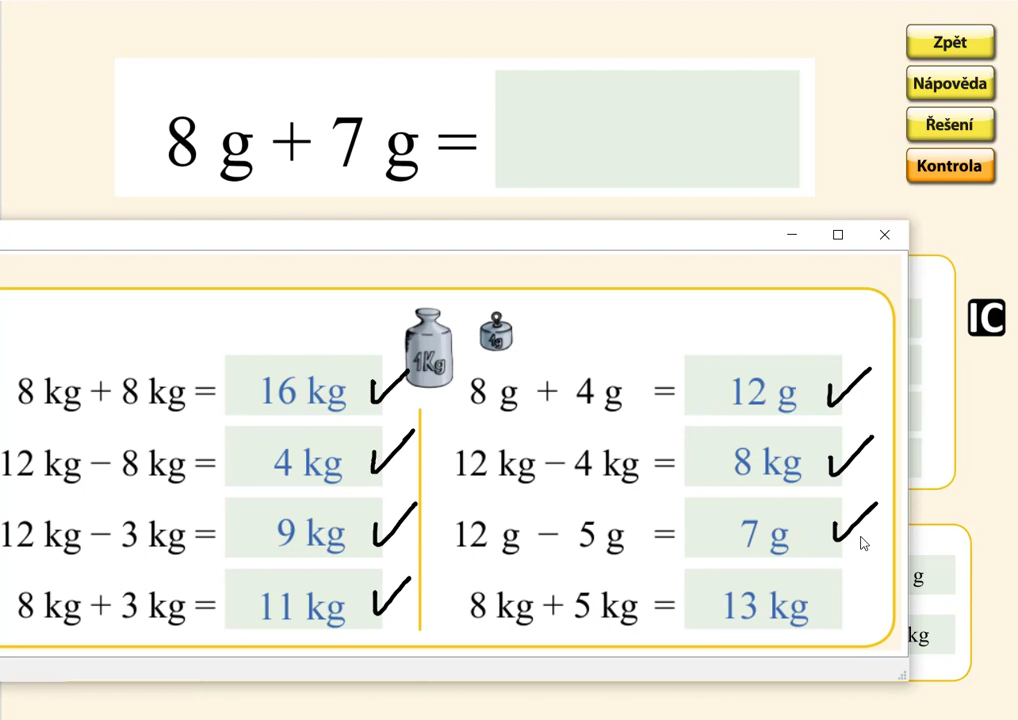 Zpět
Nápověda
Řešení
Kontrola
8 g + 7 g =
IC
1Kg
1g
8 kg + 8 kg = 16 kg
12 kg − 8 kg = 4 kg
12 kg − 3 kg = 9 kg
8 kg + 3 kg = 11 kg
8 g + 4 g = 12 g
12 kg − 4 kg = 8 kg
12 g − 5 g = 7 g
8 kg + 5 kg = 13 kg
g
kg